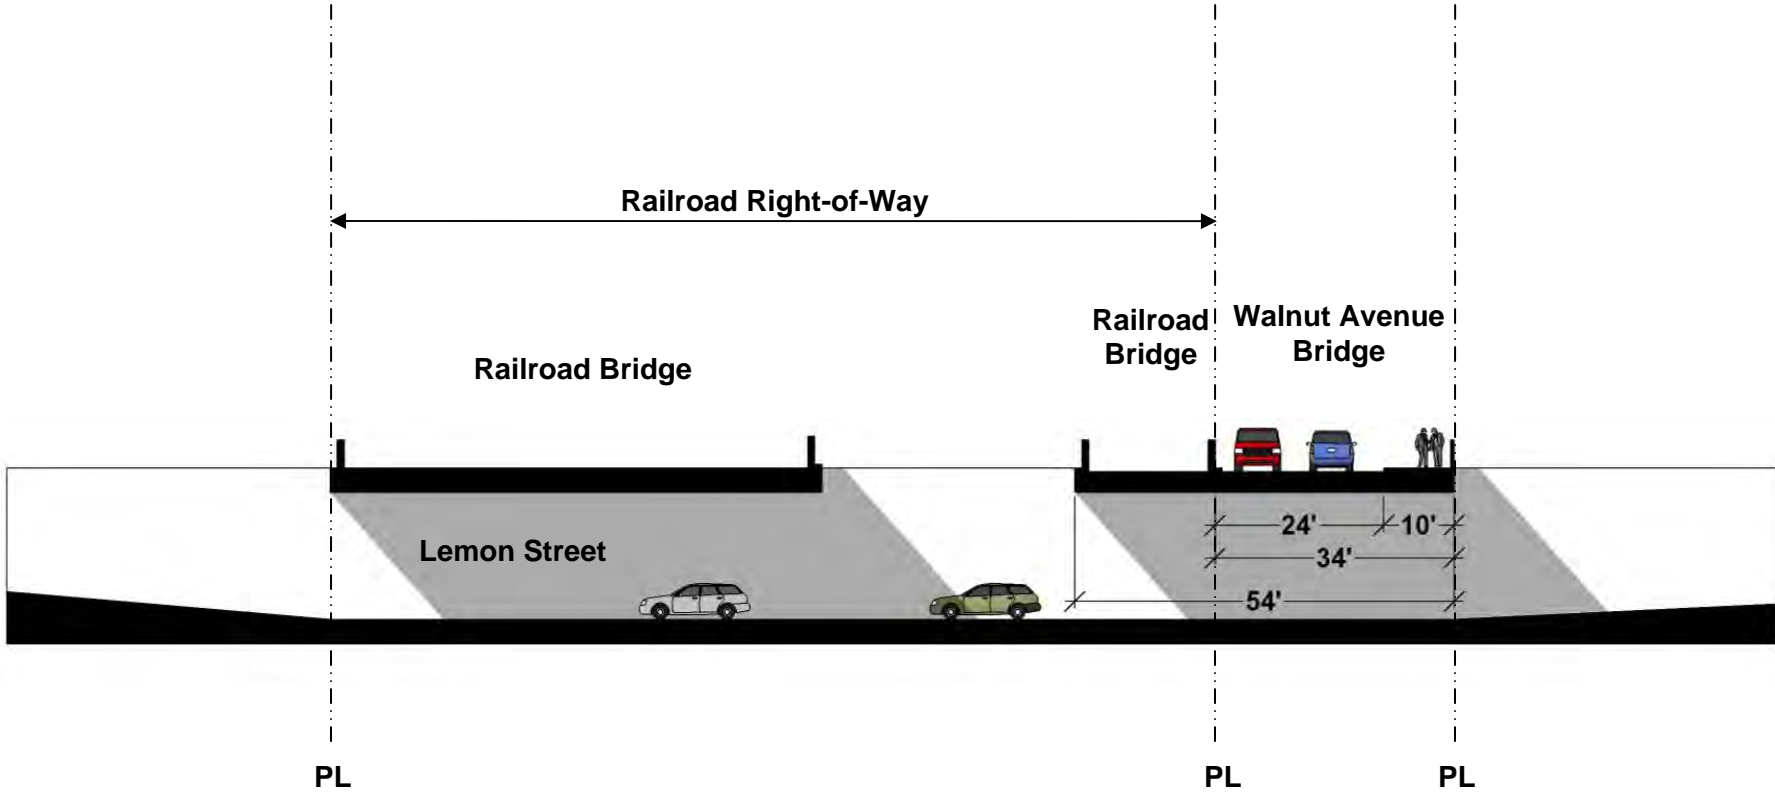 Railroad Right-of-Way
Railroad
Bridge
Walnut Avenue
Bridge
Railroad Bridge
24'
10'
Lemon Street
34'
54'
PL
PL
PL